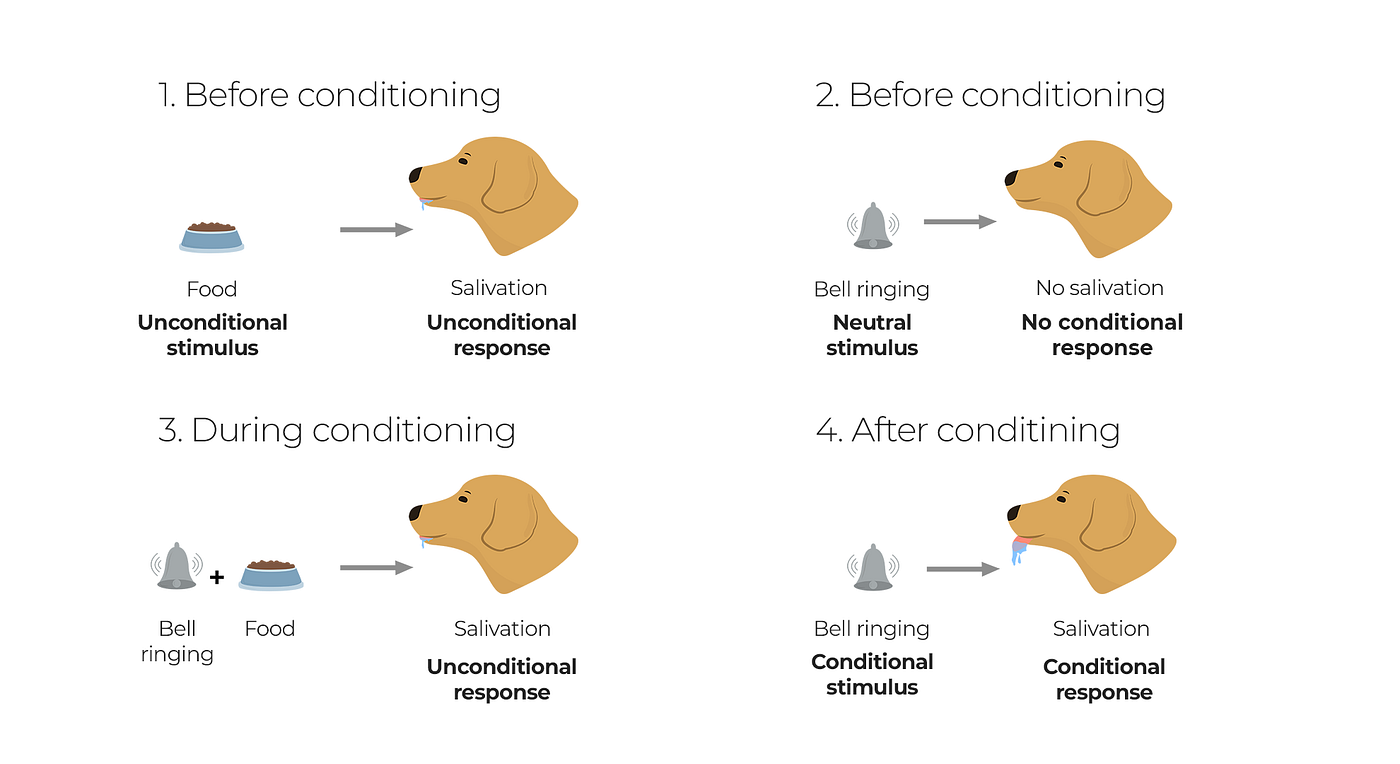 1. Before conditioning
Food
Unconditional
stimulus
Salivation
Unconditional
response
2. Before conditioning
Bell ringing
Neutral
stimulus
No salivation
No conditional
response
3. During conditioning
+
Bell
ringing
Food
Salivation
Unconditional
response
4. After conditining
Bell ringing
Conditional
stimulus
Salivation
Conditional
response